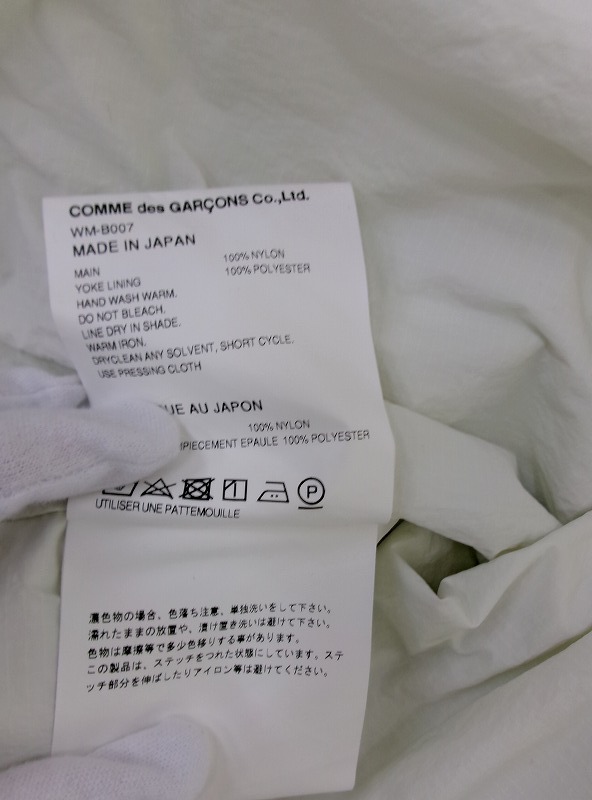 COMME des GARÇONS Co.,Ltd.
WM-B007
MADE IN JAPAN
MAIN 100% NYLON
YOKE LINING 100% POLYESTER
HAND WASH WARM.
DO NOT BLEACH.
LINE DRY IN SHADE.
WARM IRON.
DRYCLEAN ANY SOLVENT, SHORT CYCLE.
USE PRESSING CLOTH
UE AU JAPON
100% NYLON
PIECEMENT EPAULE 100% POLYESTER
P
UTILISER UNE PATTEMOUILLE
濃色物の場合、色落ち注意、単独洗いをして下さい。
濡れたままの放置や、漬け置き洗いは避けて下さい。
色物は摩擦等で多少色移りする事があります。
この製品は、ステッチをつれた状態にしています。ステ
ッチ部分を伸ばしたりアイロン等は避けてください。